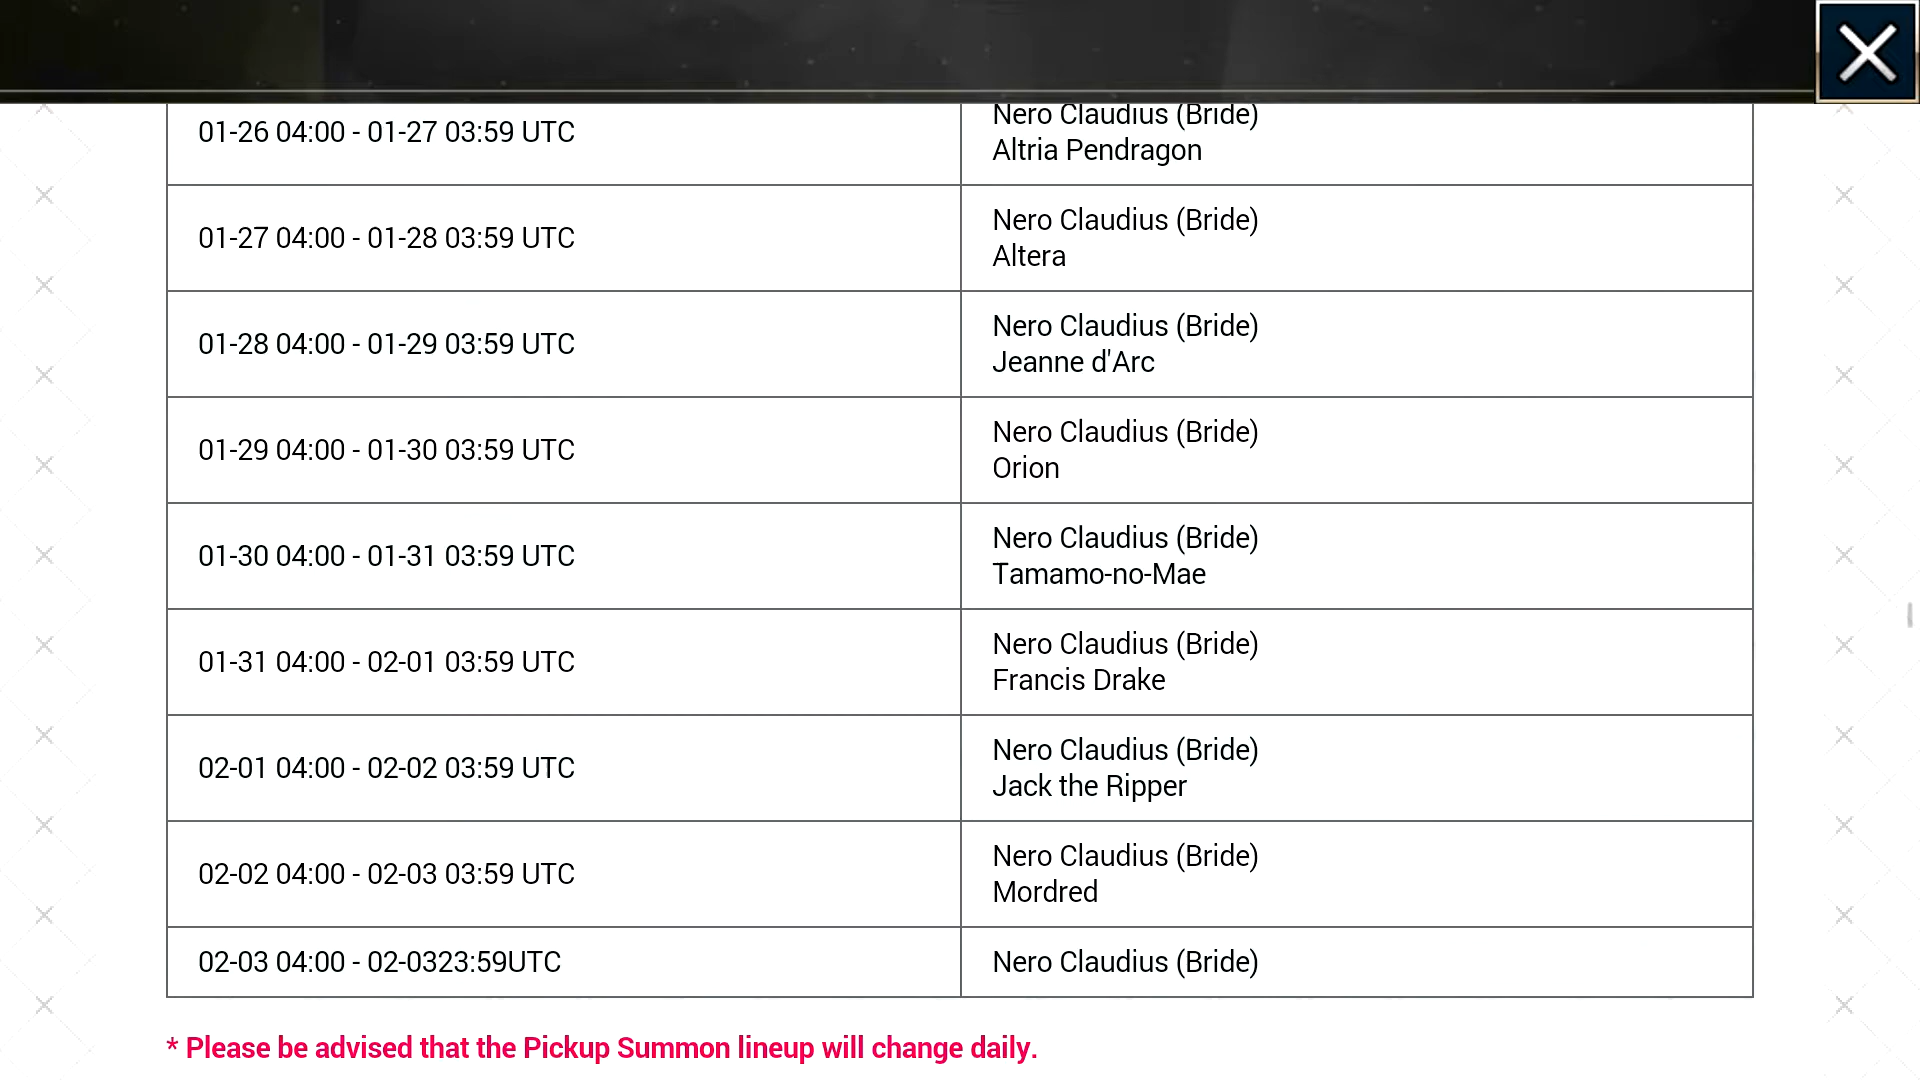 01-26 04:00 - 01-27 03:59 UTC
Nero Claudius (Bride)
Altria Pendragon
01-27 04:00 - 01-28 03:59 UTC
Nero Claudius (Bride)
Altera
01-28 04:00 - 01-29 03:59 UTC
Nero Claudius (Bride)
Jeanne d'Arc
01-29 04:00 - 01-30 03:59 UTC
Nero Claudius (Bride)
Orion
01-30 04:00 - 01-31 03:59 UTC
Nero Claudius (Bride)
Tamamo-no-Mae
01-31 04:00 - 02-01 03:59 UTC
Nero Claudius (Bride)
Francis Drake
02-01 04:00 - 02-02 03:59 UTC
Nero Claudius (Bride)
Jack the Ripper
02-02 04:00 - 02-03 03:59 UTC
Nero Claudius (Bride)
Mordred
02-03 04:00 - 02-0323:59UTC
Nero Claudius (Bride)
* Please be advised that the Pickup Summon lineup will change daily.